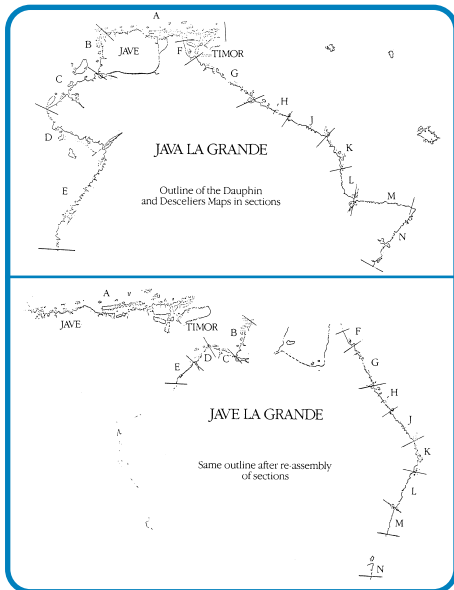 A
B
JAVE
F
TIMOR
C
G
H
J
D
K
JAVA LA GRANDE
L
E
Outline of the Dauphin
and Desceliers Maps in sections
M
N
A
JAVE
TIMOR
B
F
E
D
C
G
H
JAVE LA GRANDE
J
K
Same outline after re-assembly
of sections
L
M
N